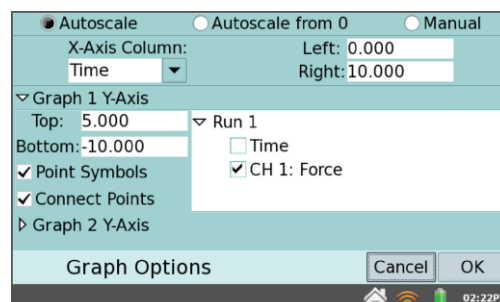 Autoscale Autoscale from 0 Manual
X-Axis Column: Left: 0.000
Time Right: 10.000
Graph 1 Y-Axis
Top: 5.000 Run 1
Bottom: -10.000 Time
Point Symbols CH 1: Force
Connect Points
Graph 2 Y-Axis
Graph Options Cancel OK
02:22P